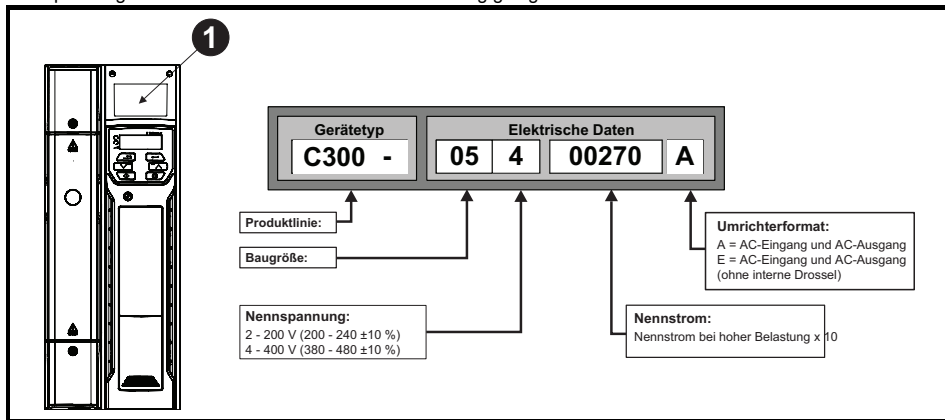 1
Gerätetyp
Elektrische Daten
C300 -
05 4 00270 A
Produktlinie:
Baugröße:
Nennspannung:
2 - 200 V (200 - 240 ±10 %)
4 - 400 V (380 - 480 ±10 %)
Nennstrom:
Nennstrom bei hoher Belastung x 10
Umrichterformat:
A = AC-Eingang und AC-Ausgang
E = AC-Eingang und AC-Ausgang
(ohne interne Drossel)